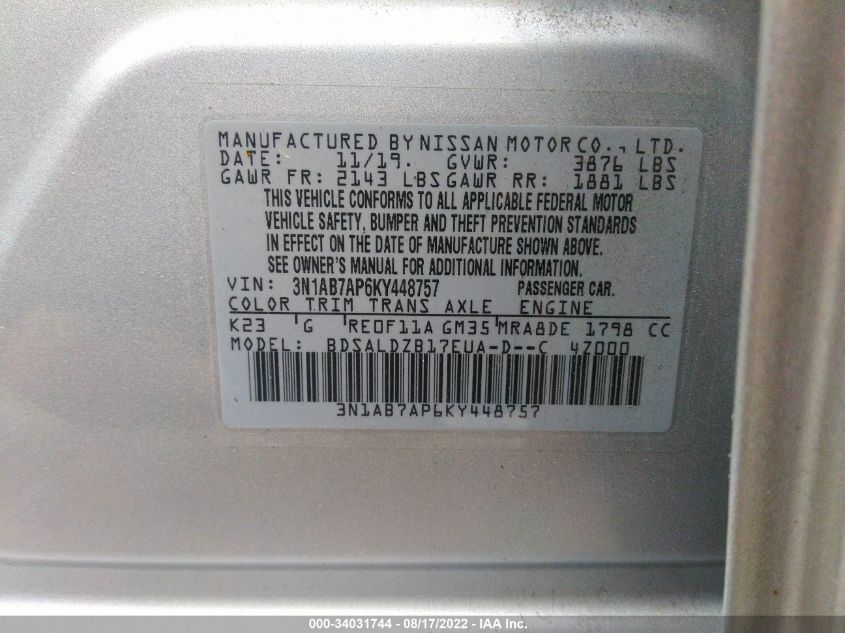 MANUFACTURED BY NISSAN MOTOR CO., LTD.
DATE: 11/19. GVWR: 3876 LBS
GAWR FR: 2143 LBS GAWR RR: 1881 LBS
THIS VEHICLE CONFORMS TO ALL APPLICABLE FEDERAL MOTOR
VEHICLE SAFETY, BUMPER AND THEFT PREVENTION STANDARDS
IN EFFECT ON THE DATE OF MANUFACTURE SHOWN ABOVE.
SEE OWNER'S MANUAL FOR ADDITIONAL INFORMATION.
VIN: 3N1AB7AP6KY448757 PASSENGER CAR.
COLOR TRIM TRANS AXLE ENGINE
K23 G RE0F11A GM35 MRA8DE 1798 CC
MODEL: BDSALDZB17EUA-D--C 4Z000
3N1AB7AP6KY448757
000-34031744 - 08/17/2022 - IAA Inc.